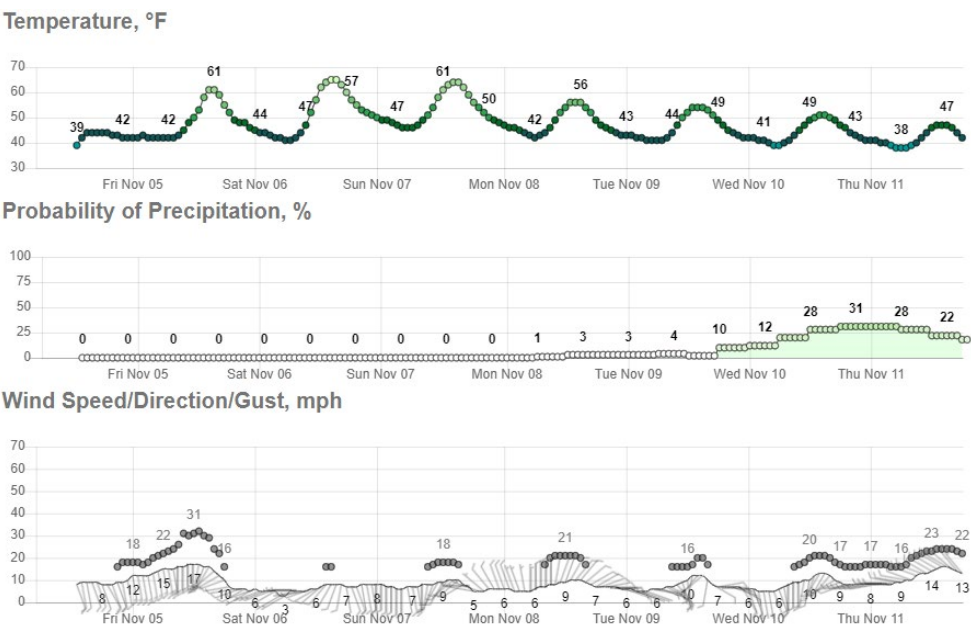 Temperature, °F
70
60
50
40
30
39 42 42 61 44 47 57 47 61 50 42 56 43 44 49 41 49 43 38 47
Fri Nov 05 Sat Nov 06 Sun Nov 07 Mon Nov 08 Tue Nov 09 Wed Nov 10 Thu Nov 11
Probability of Precipitation, %
100
75
50
25
0
0 0 0 0 0 0 0 0 0 0 1 3 3 4 10 12 28 31 28 22
Fri Nov 05 Sat Nov 06 Sun Nov 07 Mon Nov 08 Tue Nov 09 Wed Nov 10 Thu Nov 11
Wind Speed/Direction/Gust, mph
70
60
50
40
30
20
10
0
18 22 31 16 18 21 16 20 17 17 16 23 22
8 12 15 17 10 6 3 6 7 8 7 9 5 6 6 9 7 6 6 10 7 6 6 10 9 8 9 14 13
Fri Nov 05 Sat Nov 06 Sun Nov 07 Mon Nov 08 Tue Nov 09 Wed Nov 10 Thu Nov 11